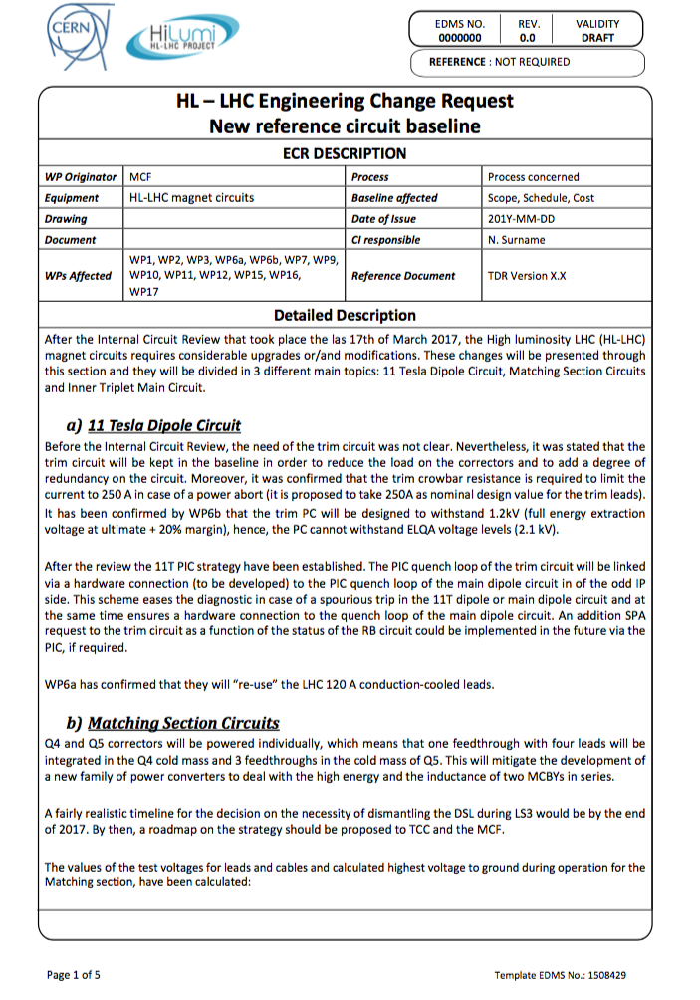 CERN
HiLumi
HL-LHC PROJECT
EDMS NO. REV. VALIDITY
0000000 0.0 DRAFT
REFERENCE : NOT REQUIRED
HL – LHC Engineering Change Request
New reference circuit baseline
ECR DESCRIPTION
WP Originator MCF Process Process concerned
Equipment HL-LHC magnet circuits Baseline affected Scope, Schedule, Cost
Drawing Date of Issue 201Y-MM-DD
Document CI responsible N. Surname
WPs Affected WP1, WP2, WP3, WP6a, WP6b, WP7, WP9,
WP10, WP11, WP12, WP15, WP16,
WP17 Reference Document TDR Version X.X
Detailed Description
After the Internal Circuit Review that took place the las 17th of March 2017, the High luminosity LHC (HL-LHC)
magnet circuits requires considerable upgrades or/and modifications. These changes will be presented through
this section and they will be divided in 3 different main topics: 11 Tesla Dipole Circuit, Matching Section Circuits
and Inner Triplet Main Circuit.
a) 11 Tesla Dipole Circuit
Before the Internal Circuit Review, the need of the trim circuit was not clear. Nevertheless, it was stated that the
trim circuit will be kept in the baseline in order to reduce the load on the correctors and to add a degree of
redundancy on the circuit. Moreover, it was confirmed that the trim crowbar resistance is required to limit the
current to 250 A in case of a power abort (it is proposed to take 250A as nominal design value for the trim leads).
It has been confirmed by WP6b that the trim PC will be designed to withstand 1.2kV (full energy extraction
voltage at ultimate + 20% margin), hence, the PC cannot withstand ELQA voltage levels (2.1 kV).
After the review the 11T PIC strategy have been established. The PIC quench loop of the trim circuit will be linked
via a hardware connection (to be developed) to the PIC quench loop of the main dipole circuit in of the odd IP
side. This scheme eases the diagnostic in case of a spourious trip in the 11T dipole or main dipole circuit and at
the same time ensures a hardware connection to the quench loop of the main dipole circuit. An addition SPA
request to the trim circuit as a function of the status of the RB circuit could be implemented in the future via the
PIC, if required.
WP6a has confirmed that they will “re-use” the LHC 120 A conduction-cooled leads.
b) Matching Section Circuits
Q4 and Q5 correctors will be powered individually, which means that one feedthrough with four leads will be
integrated in the Q4 cold mass and 3 feedthroughs in the cold mass of Q5. This will mitigate the development of
a new family of power converters to deal with the high energy and the inductance of two MCBYs in series.
A fairly realistic timeline for the decision on the necessity of dismantling the DSL during LS3 would be by the end
of 2017. By then, a roadmap on the strategy should be proposed to TCC and the MCF.
The values of the test voltages for leads and cables and calculated highest voltage to ground during operation for the
Matching section, have been calculated:
Page 1 of 5 Template EDMS No.: 1508429